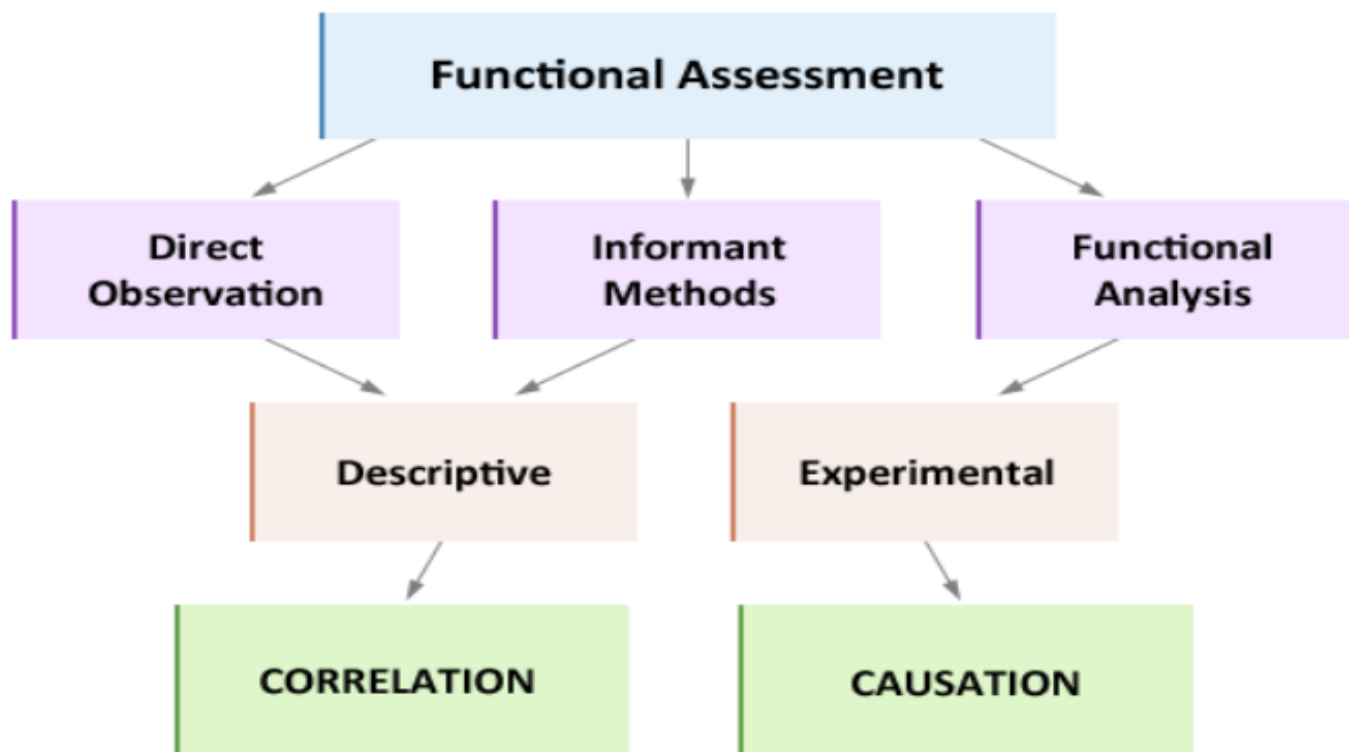 Functional Assessment
Direct
Observation
Informant
Methods
Functional
Analysis
Descriptive
Experimental
CORRELATION
CAUSATION